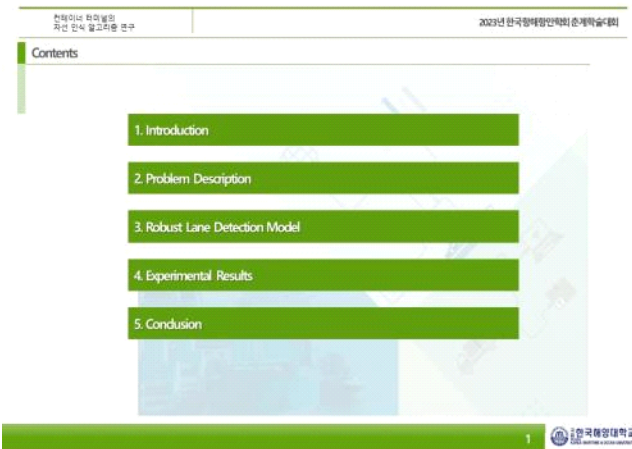 컨테이너 터미널의
차선 인식 알고리즘 연구
2023년 한국항해항만학회 춘계학술대회
Contents
1. Introduction
2. Problem Description
3. Robust Lane Detection Model
4. Experimental Results
5. Conclusion
1
한국해양대학교